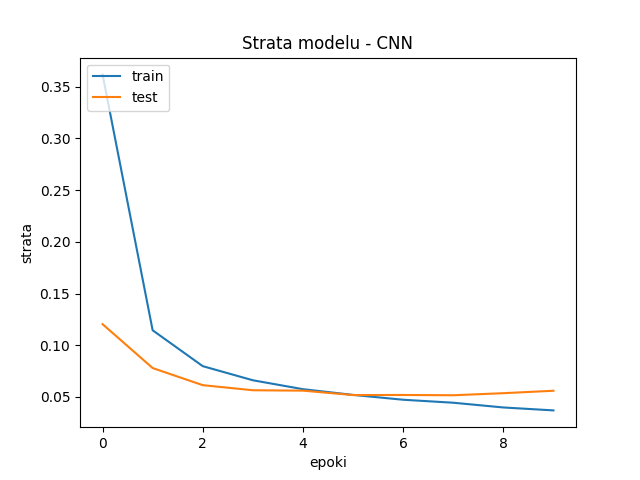 Strata modelu - CNN
train
test
strata
0.35
0.30
0.25
0.20
0.15
0.10
0.05
0 2 4 6 8
epoki